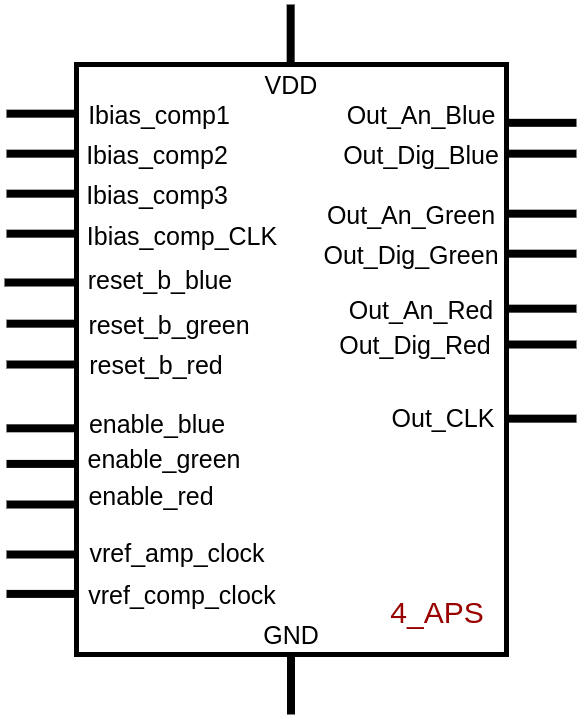 VDD
Ibias_comp1
Ibias_comp2
Ibias_comp3
Ibias_comp_CLK
reset_b_blue
reset_b_green
reset_b_red
enable_blue
enable_green
enable_red
vref_amp_clock
vref_comp_clock
Out_An_Blue
Out_Dig_Blue
Out_An_Green
Out_Dig_Green
Out_An_Red
Out_Dig_Red
Out_CLK
4_APS
GND